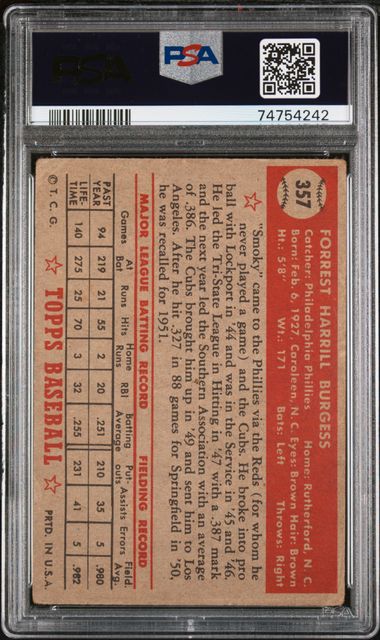 PSA
PSA
74754242
357
FORREST HARRILL BURGESS
Catcher: Philadelphia Phillies Home: Rutherford, N. C.
Born: Feb. 6, 1927, Caroleen, N. C. Eyes: Brown Hair: Brown
Ht.: 5'8" Wt.: 171 Bats: Left Throws: Right
"Smoky" came to the Phillies via the Reds (for whom he
never played a game) and the Cubs. He broke into pro
ball with Lockport in '44 and was in the Service in '45 and '46.
He led the Tri-State League in Hitting in '47 with a .387 mark
and the next year led the Southern Association with an average
of .386. The Cubs brought him up in '49 and sent him to Los
Angeles. After he hit .327 in 88 games for Springfield in '50,
he was recalled for 1951.
MAJOR LEAGUE BATTING RECORD FIELDING RECORD
Games At Bat Runs Hits Home Runs RBI Batting Average Put-outs Assists Errors Field. Avg.
PAST YEAR 94 219 21 55 2 20 .251 210 35 5 .980
LIFE-TIME 140 275 25 70 3 32 .255 231 41 5 .982
© T. C. G. TOPPS BASEBALL PRTD. IN U.S.A.